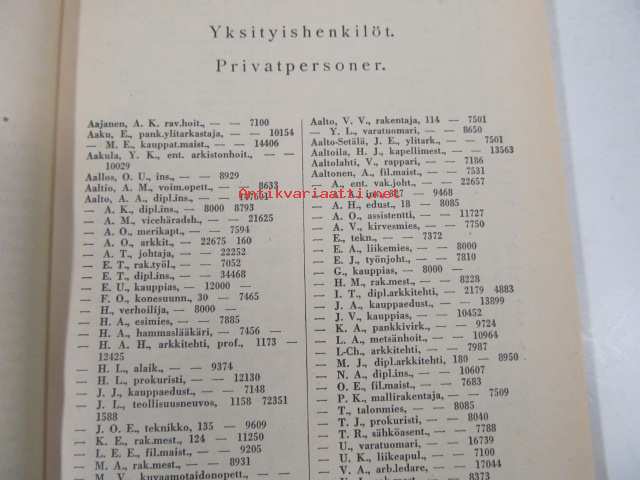 Yksityishenkilöt.
Privatpersoner.
Aajanen, A. K. rav.hoit., — — 7100
Aaku, E., pank.ylitarkastaja, — — 10154
— M. E., kauppat.maist., — — 14406
Aakula, Y. K., ent. arkistonhoit., — —
10029
Aallos, O. U., ins., — — 8929
Aaltio, A. M., voim.opett., — — 8633
Aalto, A. A., dipl.ins., — —
— A. K., dipl.ins., — — 8000 8793
— A. M., vicehäradsh., — — 21625
— A. O., merikapt., — — 7594
— A. O., arkkit., — — 22675 160
— A. T., johtaja, — — 22252
— E. T., rak.työl., — — 7052
— E. T., dipl.ins., — — 34468
— E. U., kauppias, — 12000 —
— F. O., konesuunn., 30 — 7465
— H., verhoilija, — 8000 —
— H. A., esimies, — — 7885
— H. A., hammaslääkäri, — — 7456 —
— H. A. H., arkkitehti, prof., — 1173 —
12425
— H. L., alaik., — — 9374
— H. L., prokuristi, — — 12130
— J. J., kauppaedust., — — 7148
— J. L., teollisuusneuvos, — 1158 72351
1588
— J. O. E., teknikko, 135 — 9609
— K. E., rak.mest., 124 — 11250
— L. E. E., fil.maist., — — 9205
— M. A., rak.mest., — — 8931
— M. V., kuvaamataidonopett., — —
Aalto, V. V., rakentaja, 114 — 7501
— Y. L., varatuomari, — — 8650
Aalto-Setälä, J. E., ylitark., — — 7501
Aaltoila, H. J., kapellimest., — — 13563
Aaltolahti, V., rappari, — — 7186
Aaltonen, A., fil.maist., — — 7531
— A., ent. vak.joht., — — 22657
— 9468
— A. H., edust., 18 — 8085
— A. O., assistentti, — — 11727
— A. V., kirvesmies, — — 7750
— E., tekn., — — 7372
— E. A., liikemies, — — 8000
— E. J., työnjoht., — — 7810
— G., kauppias, — 8000 —
— H. M., rak.mest., — — 8228
— I. T., dipl.arkkitehti, — 2179 4883
— J. A., kauppaedust., — — 13899
— J. V., kauppias, — — 10452
— K. A., pankkivirk., — — 9724
— L. A., metsänhoit., — — 10964
— L-Ch., arkkitehti, — — 7987
— M. J., dipl.arkkitehti, 180 — 8950
— N. A., dipl.ins., — — 10607
— O. E., fil.maist., — — 7683
— P. K., mallirakentaja, — — 7509
— T., talonmies, — — 8085
— T. J., prokuristi, — — 8040
— T. R., sähköasent., — — 7788
— U., varatuomari, — — 16739
— U. K., liikeapul., — — 7100
— V. A., arb.ledare, — — 17044
rak.mest., — — 8373
Antikvariaatti.net